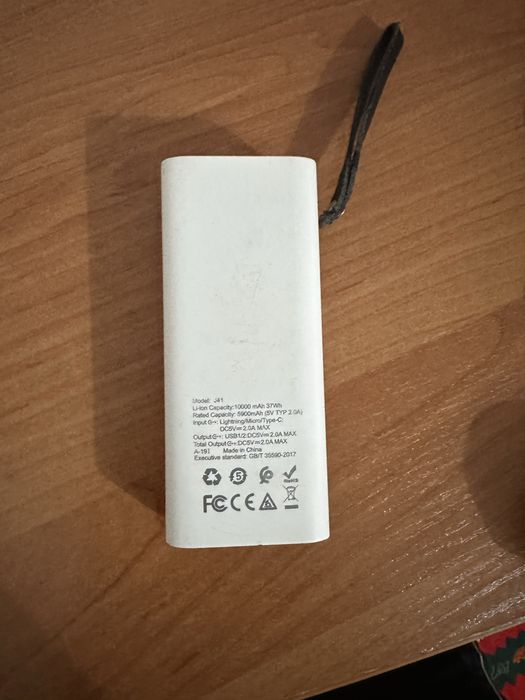 Model: J41
Li-ion Capacity:10000 mAh 37Wh
Rated Capacity: 5900mAh (5V TYP 2.0A)
Input: Lightning/Micro/Type-C:
DC5V⎓2.0A MAX
Output: USB1/2:DC5V⎓2.0A MAX
Total Output:DC5V⎓2.0A MAX
A-191 Made in China
Executive standard: GB/T 35590-2017
5
RoHS
FC CE